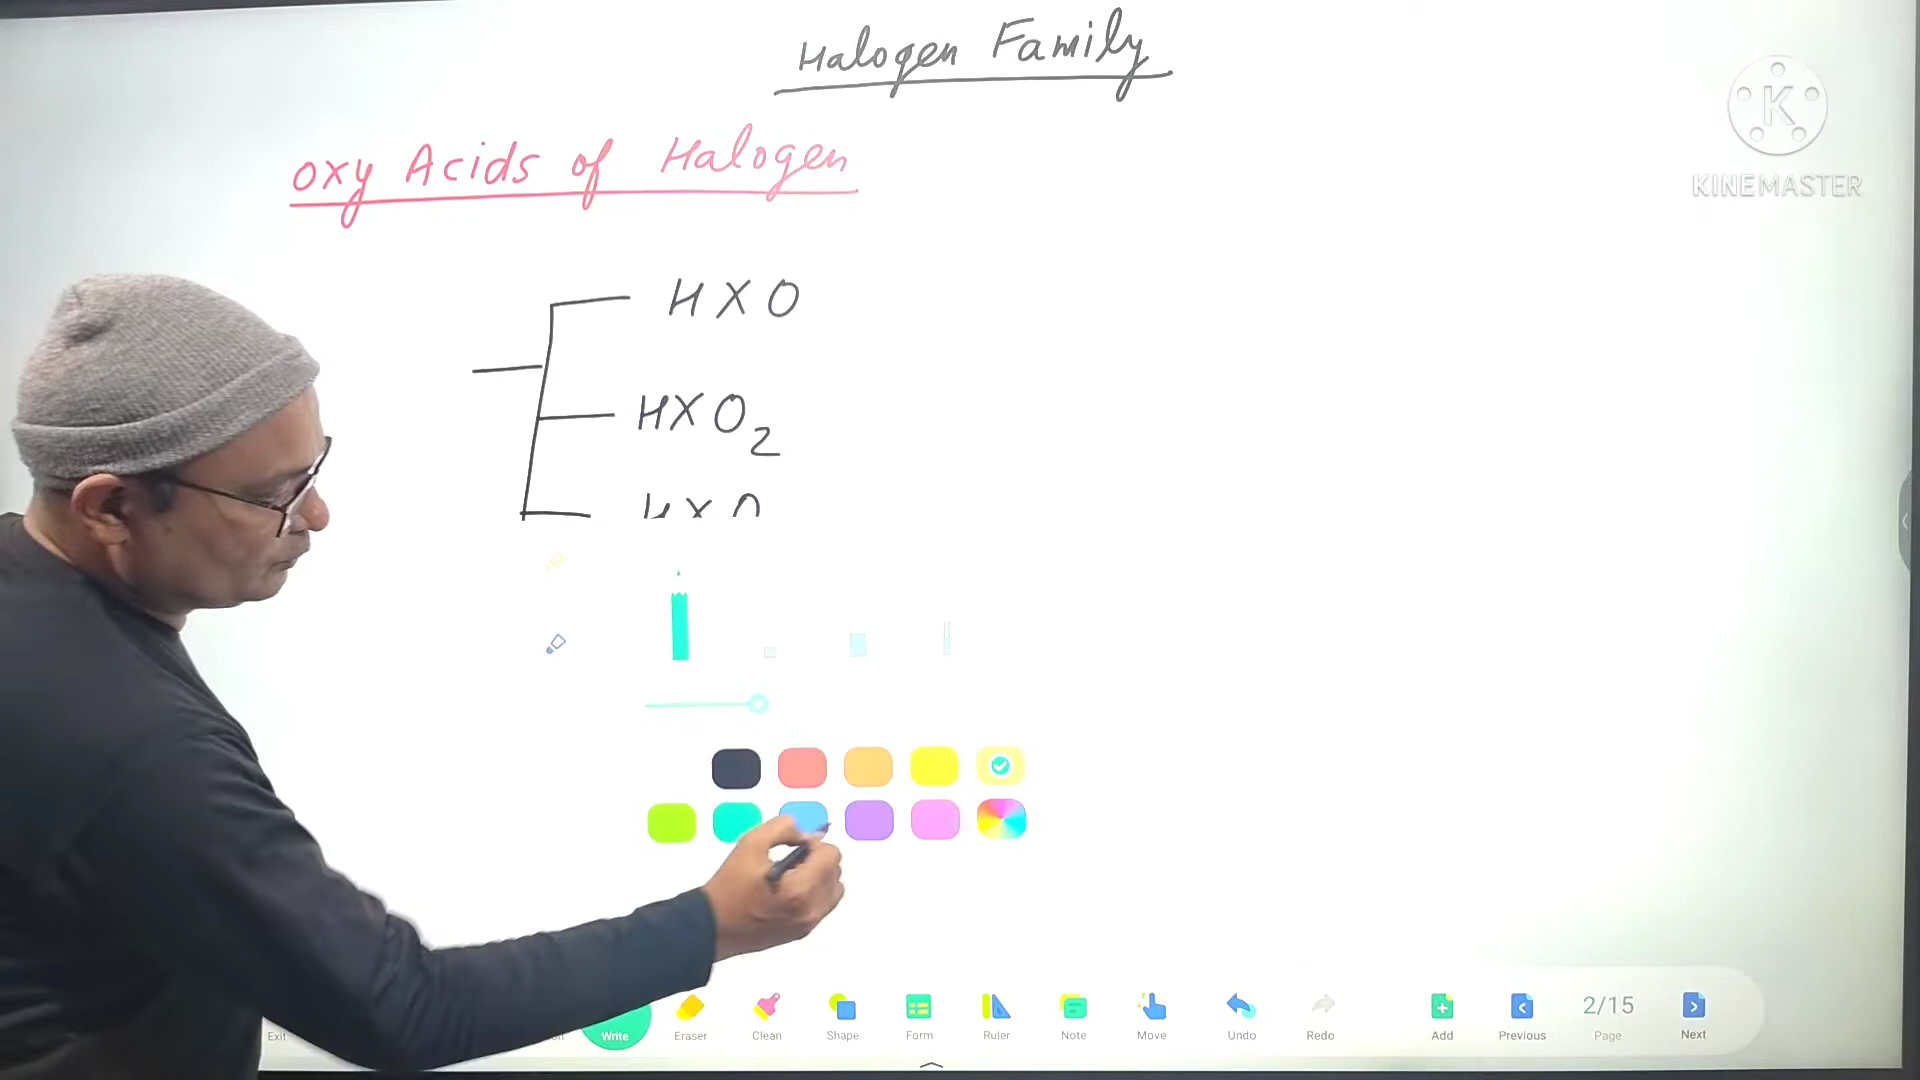 Halogen Family
K
KINEMASTER
Oxy Acids of Halogen
HXO
HXO2
HXO
Exit
Write
Eraser
Clean
Shape
Form
Ruler
Note
Move
Undo
Redo
Add
Previous
2/15
Page
Next